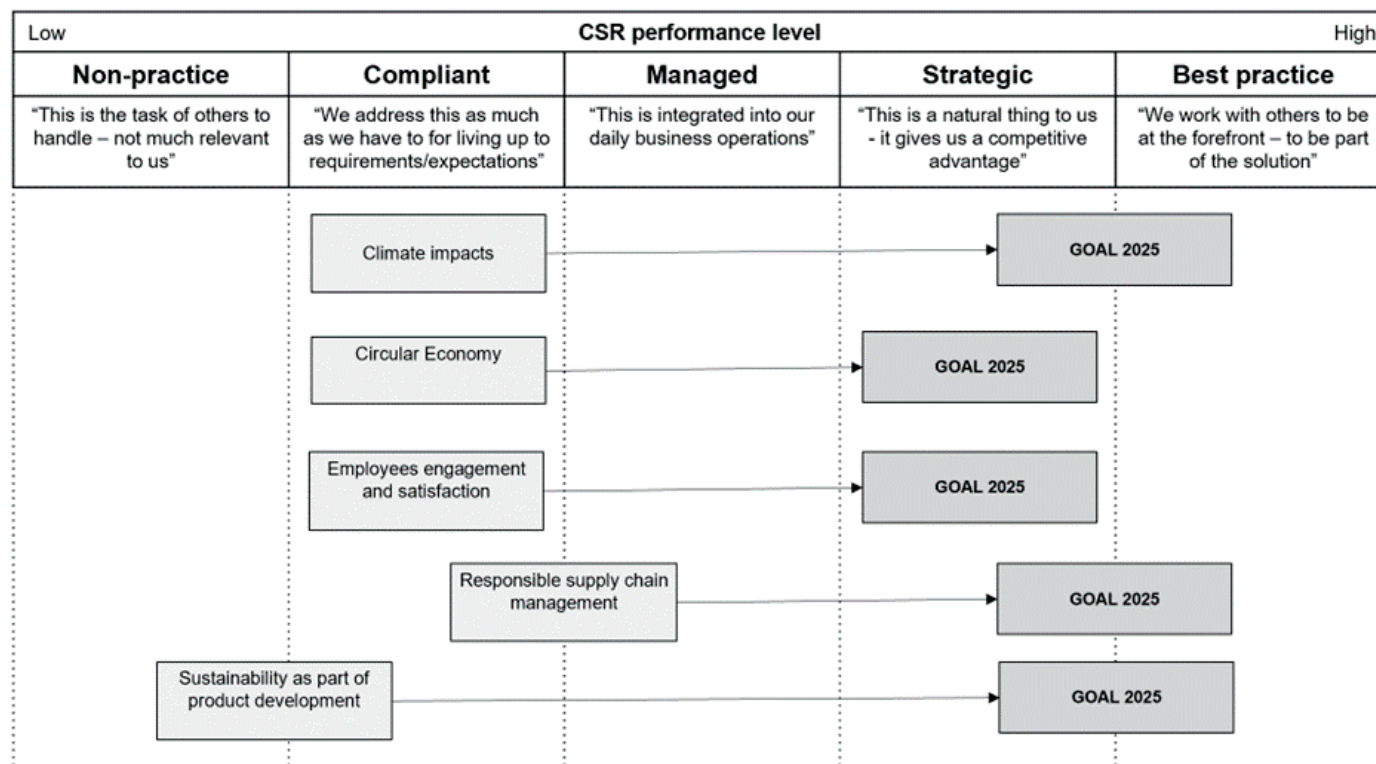 Low CSR performance level High
Non-practice Compliant Managed Strategic Best practice
“This is the task of others to
handle – not much relevant
to us”
“We address this as much
as we have to for living up to
requirements/expectations”
“This is integrated into our
daily business operations”
“This is a natural thing to us
- it gives us a competitive
advantage”
“We work with others to be
at the forefront – to be part
of the solution”
Climate impacts
GOAL 2025
Circular Economy
GOAL 2025
Employees engagement
and satisfaction
GOAL 2025
Responsible supply chain
management
GOAL 2025
Sustainability as part of
product development
GOAL 2025